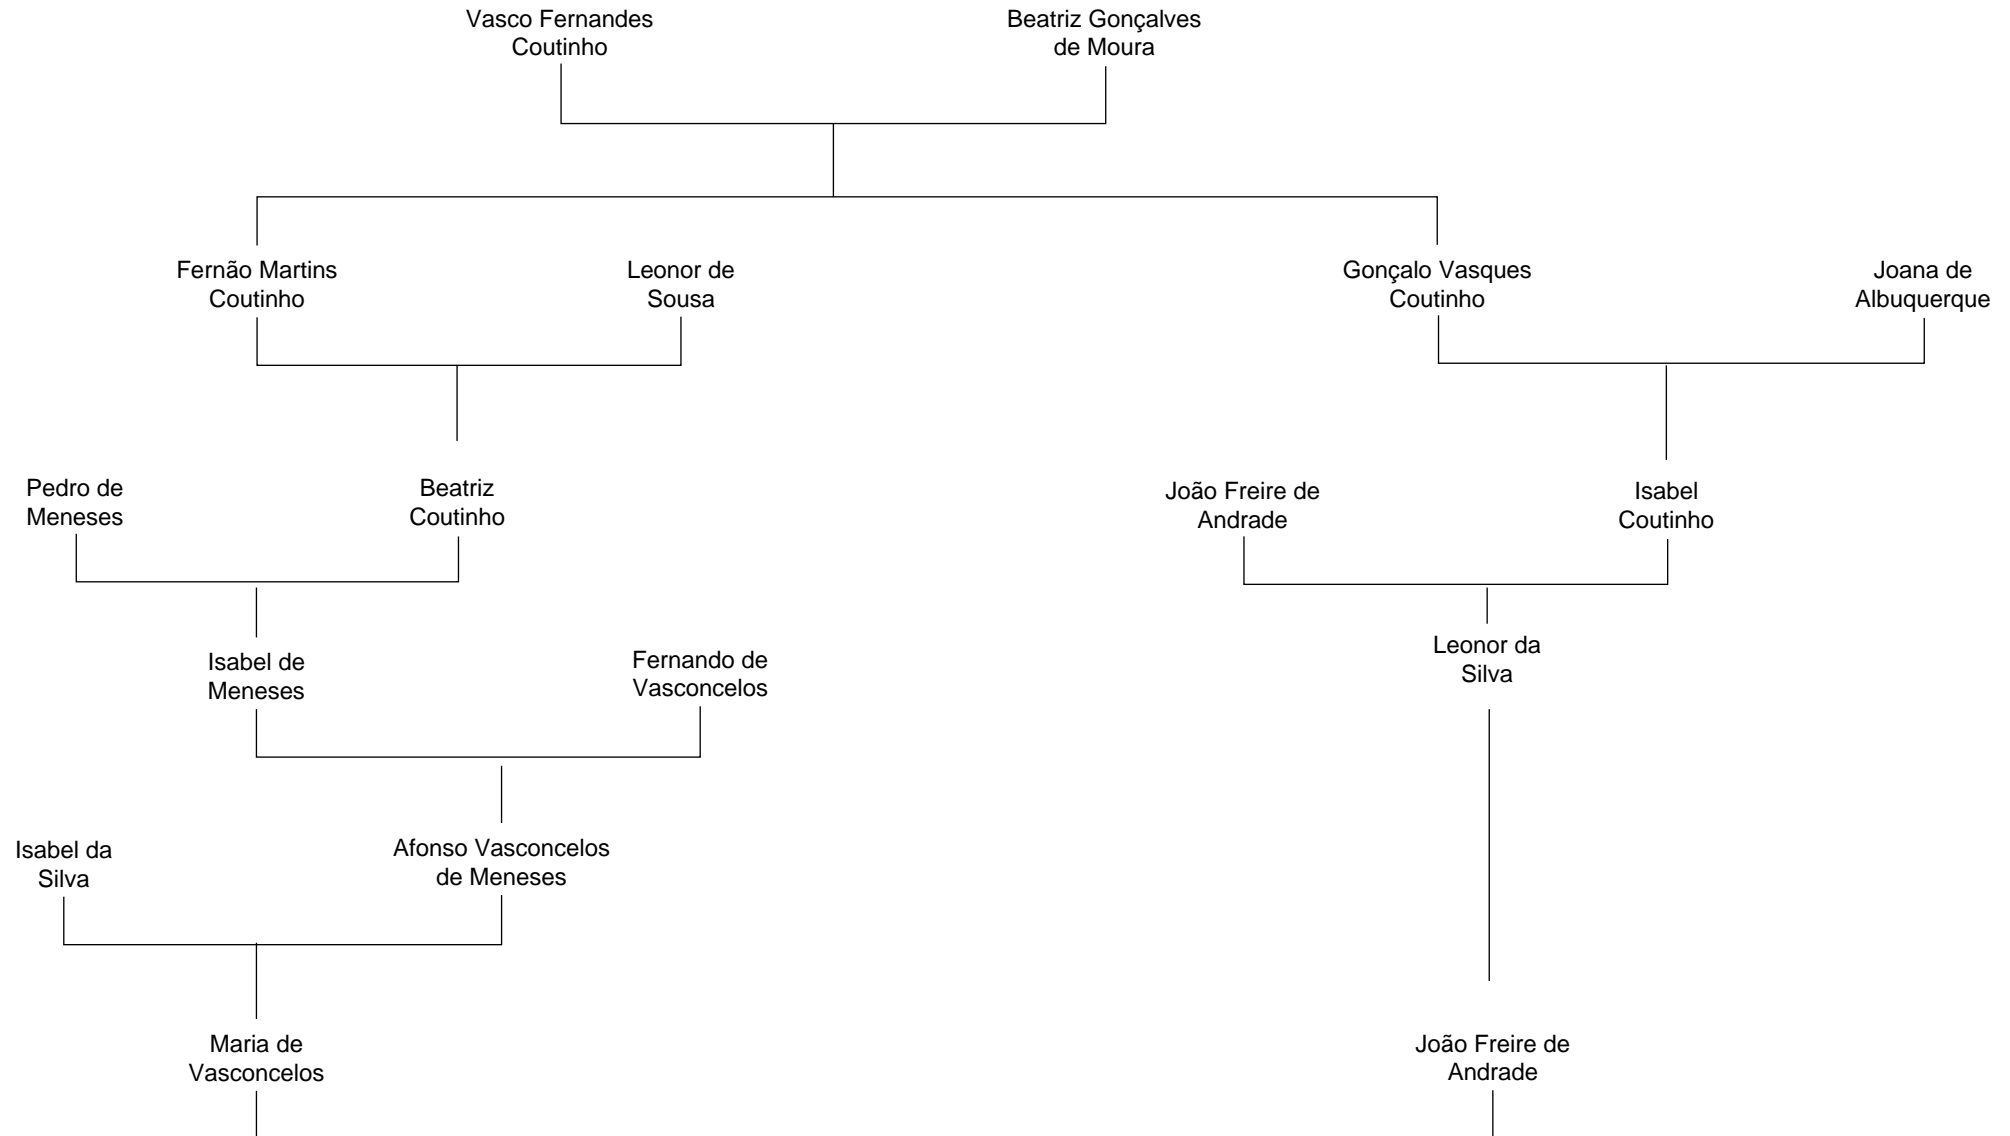 Vasco Fernandes
Coutinho
Beatriz Gonçalves
de Moura
Fernão Martins
Coutinho
Leonor de
Sousa
Gonçalo Vasques
Coutinho
Joana de
Albuquerque
Pedro de
Meneses
Beatriz
Coutinho
João Freire de
Andrade
Isabel
Coutinho
Isabel de
Meneses
Fernando de
Vasconcelos
Leonor da
Silva
Isabel da
Silva
Afonso Vasconcelos
de Meneses
Maria de
Vasconcelos
João Freire de
Andrade